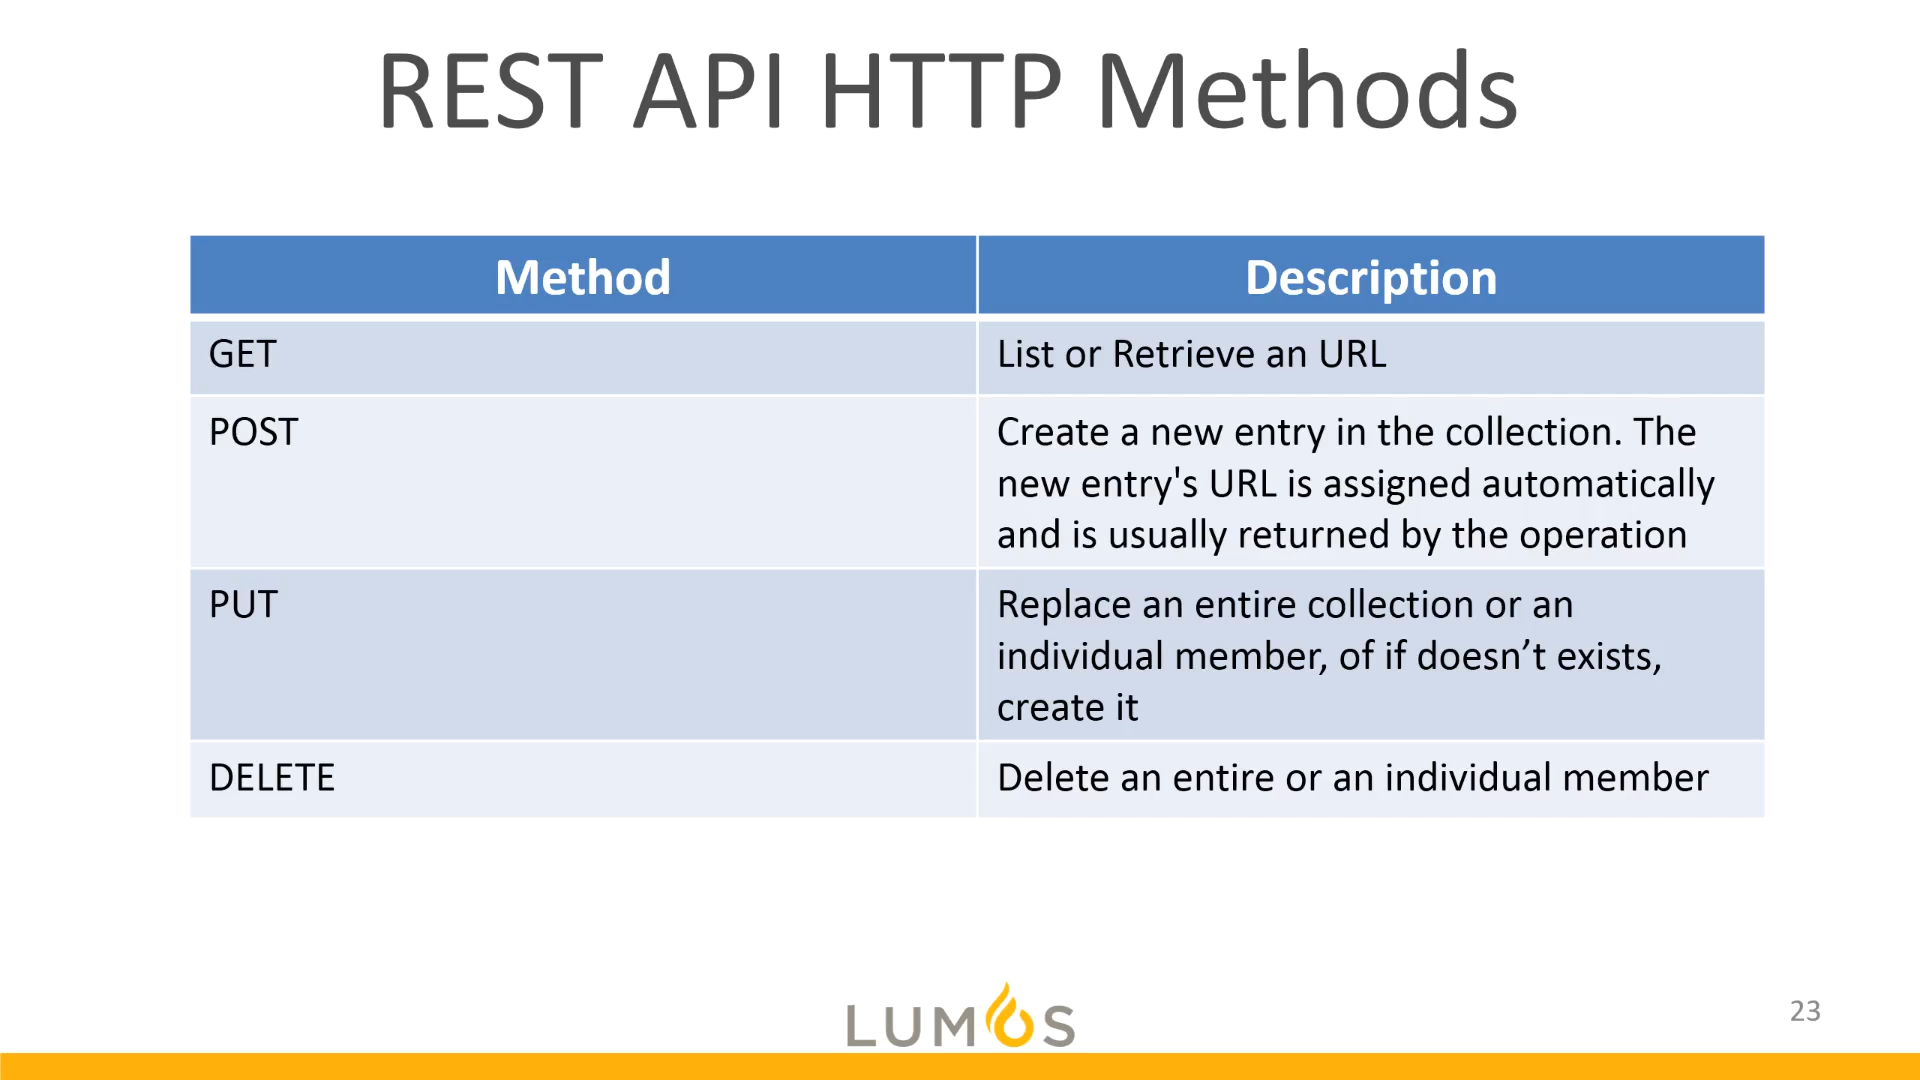 REST API HTTP Methods
Method
Description
GET
List or Retrieve an URL
POST
Create a new entry in the collection. The
new entry's URL is assigned automatically
and is usually returned by the operation
PUT
Replace an entire collection or an
individual member, of if doesn’t exists,
create it
DELETE
Delete an entire or an individual member
LUMOS
23